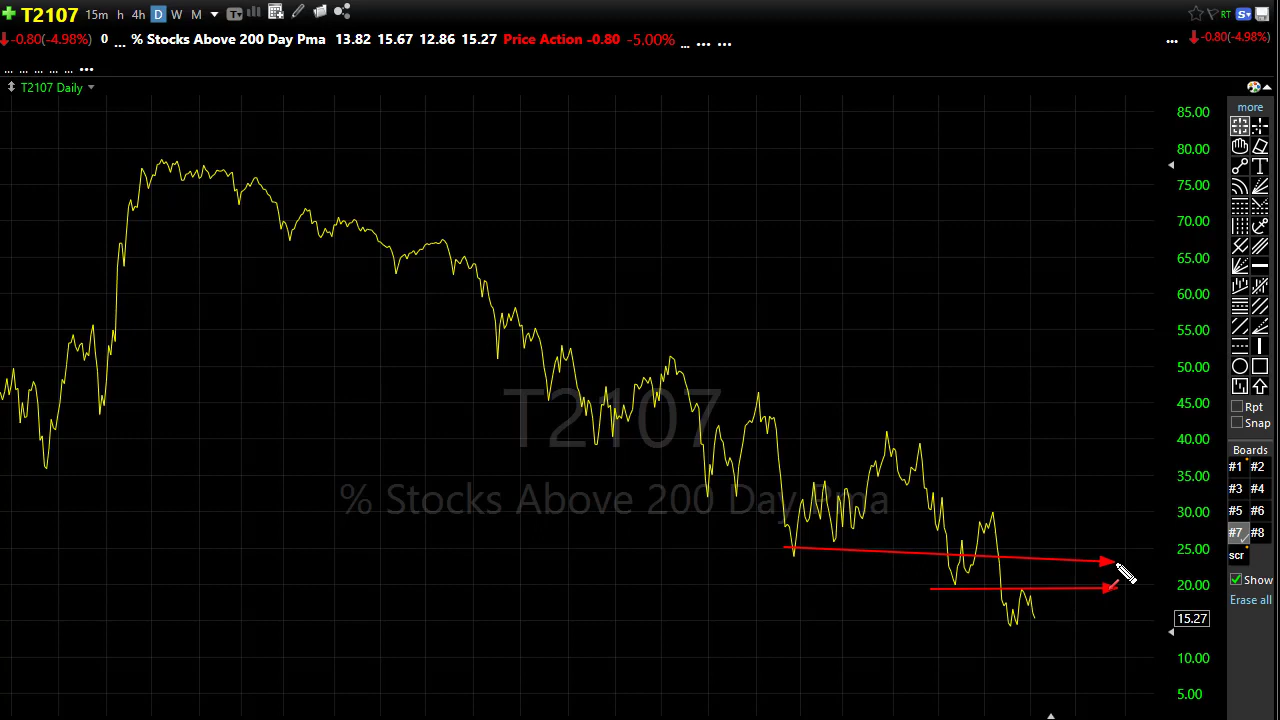 T2107 15m h 4h D W M T RT S
-0.80(-4.98%) 0 ... % Stocks Above 200 Day Pma 13.82 15.67 12.86 15.27 Price Action -0.80 -5.00% ... ... ... ... -0.80(-4.98%)
... ... ... ... ... ...
T2107 Daily
more
85.00
80.00
75.00
70.00
65.00
60.00
55.00
50.00
45.00
40.00
35.00
30.00
25.00
20.00
15.27
10.00
5.00
T2107
% Stocks Above 200 Day Pma
T
Rpt
Snap
Boards
#1 #2
#3 #4
#5 #6
#7 #8
scr
Show
Erase all